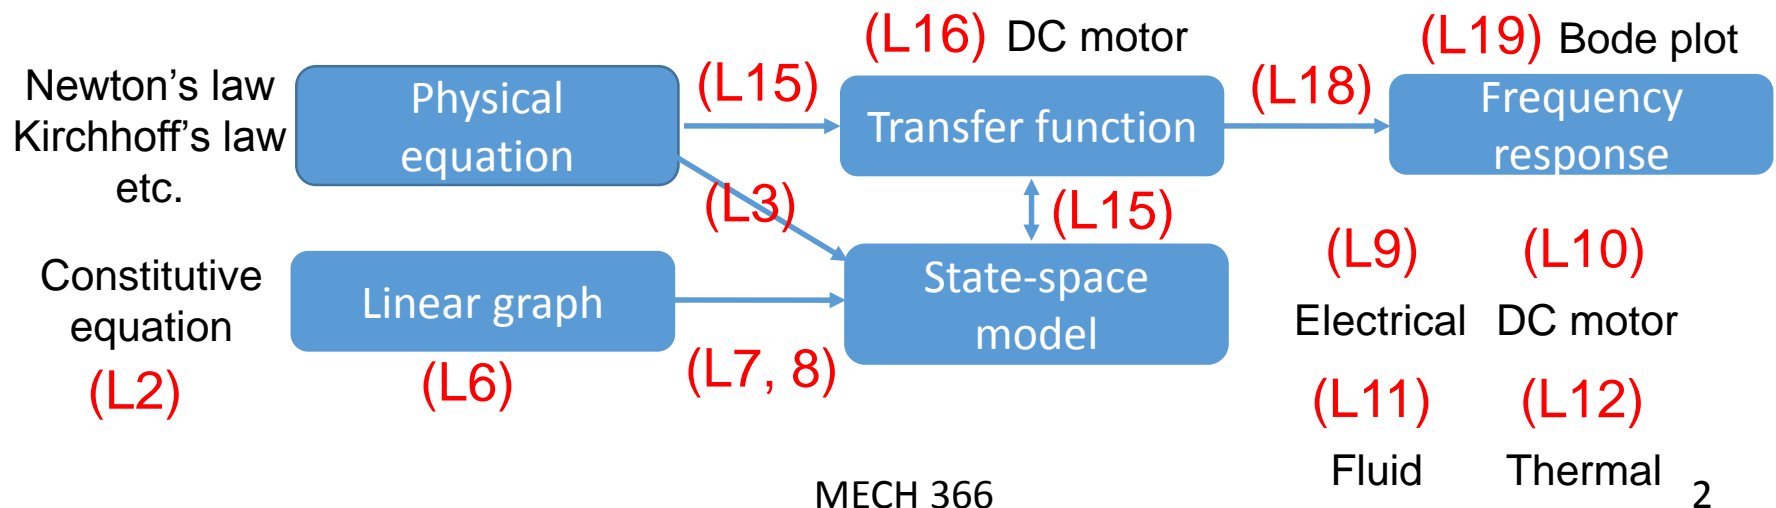 (L16) DC motor
(L19) Bode plot
Newton’s law
Kirchhoff’s law
etc.
Physical
equation
(L15)
Transfer function
(L18)
Frequency
response
(L3)
(L15)
Constitutive
equation
(L2)
Linear graph
(L6)
(L7, 8)
State-space
model
(L9) (L10)
Electrical DC motor
(L11) (L12)
Fluid Thermal
MECH 366
2